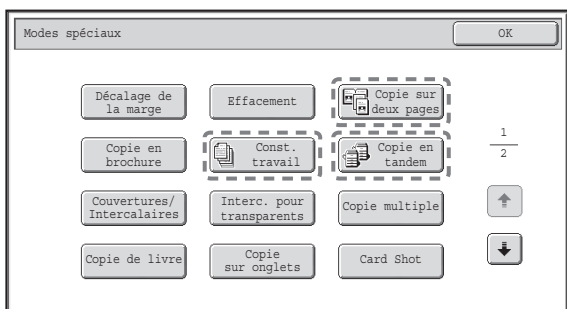 Modes spéciaux
OK
Décalage de
la marge
Effacement
Copie sur
deux pages
Copie en
brochure
Const.
travail
Copie en
tandem
1
2
Couvertures/
Intercalaires
Interc. pour
transparents
Copie multiple
Copie de livre
Copie
sur onglets
Card Shot